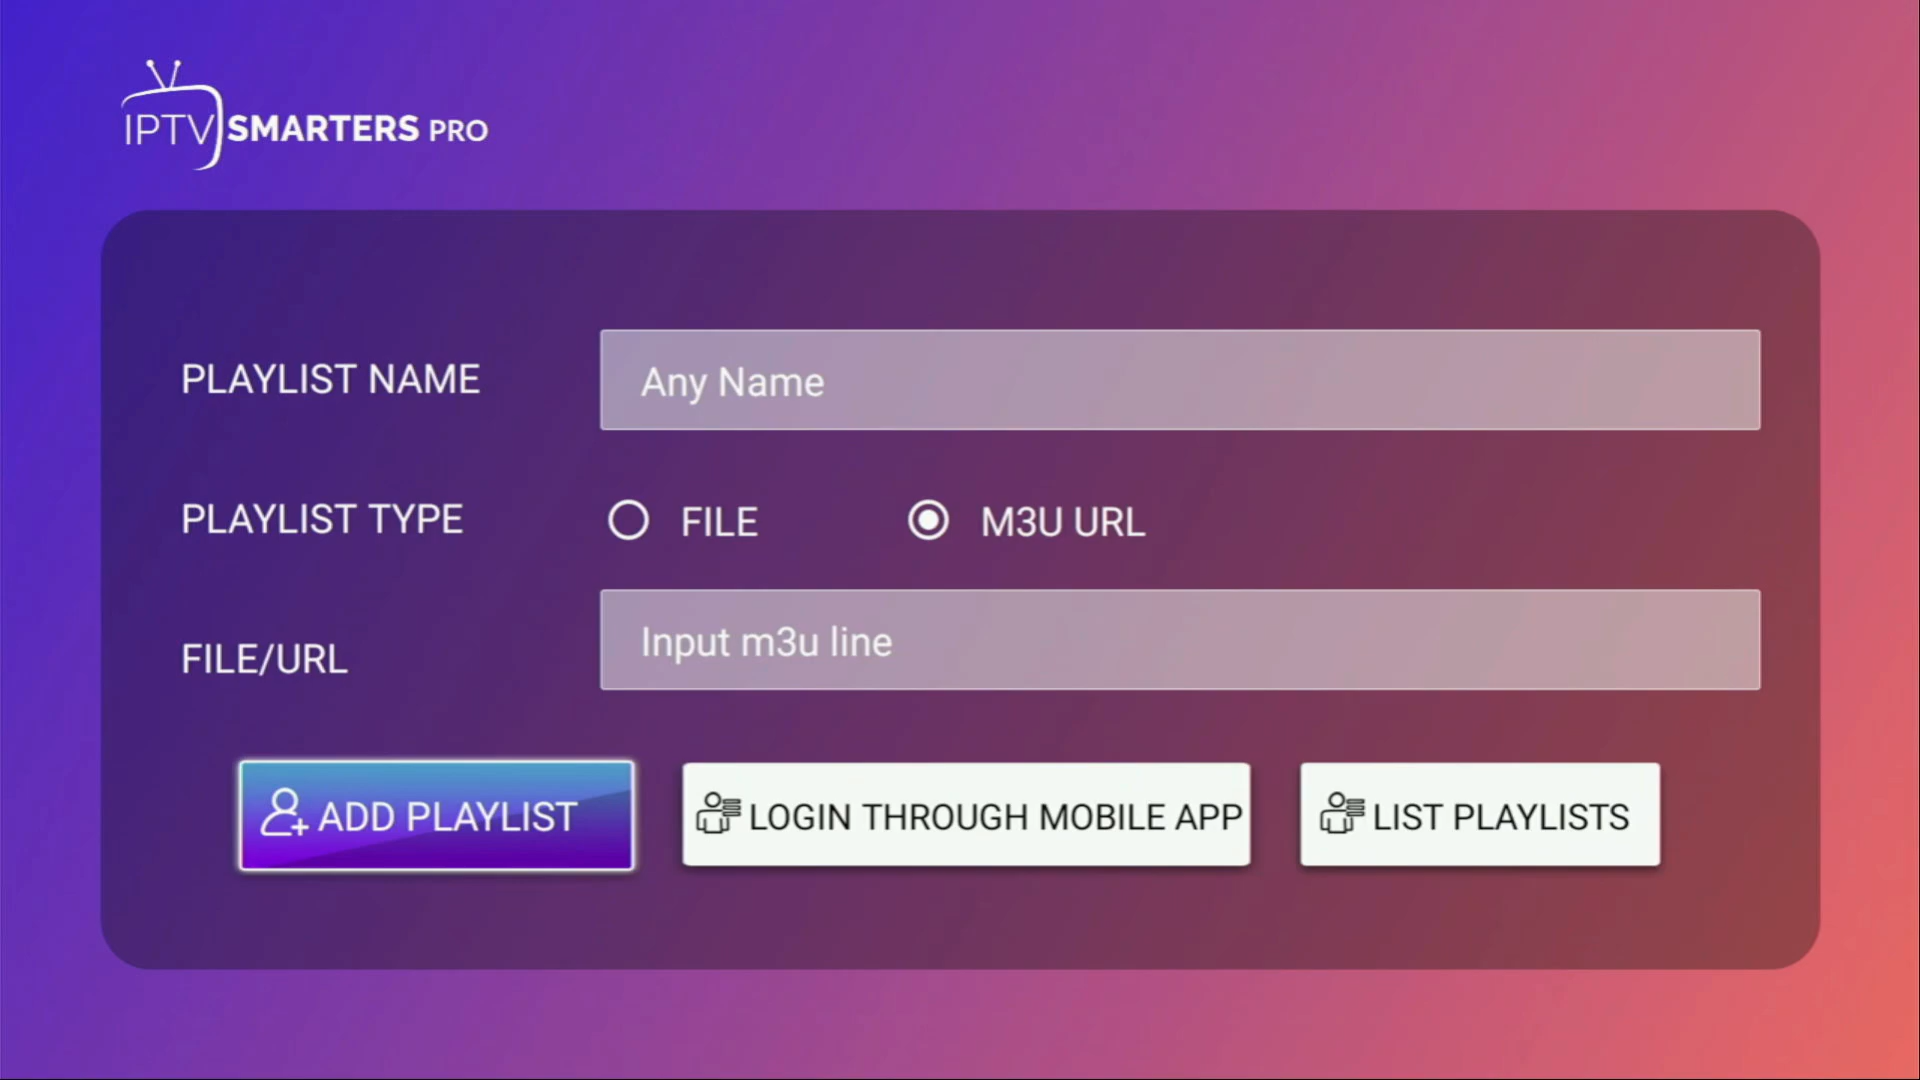 IPTV SMARTERS PRO
PLAYLIST NAME
Any Name
PLAYLIST TYPE
FILE
M3U URL
FILE/URL
Input m3u line
ADD PLAYLIST
LOGIN THROUGH MOBILE APP
LIST PLAYLISTS